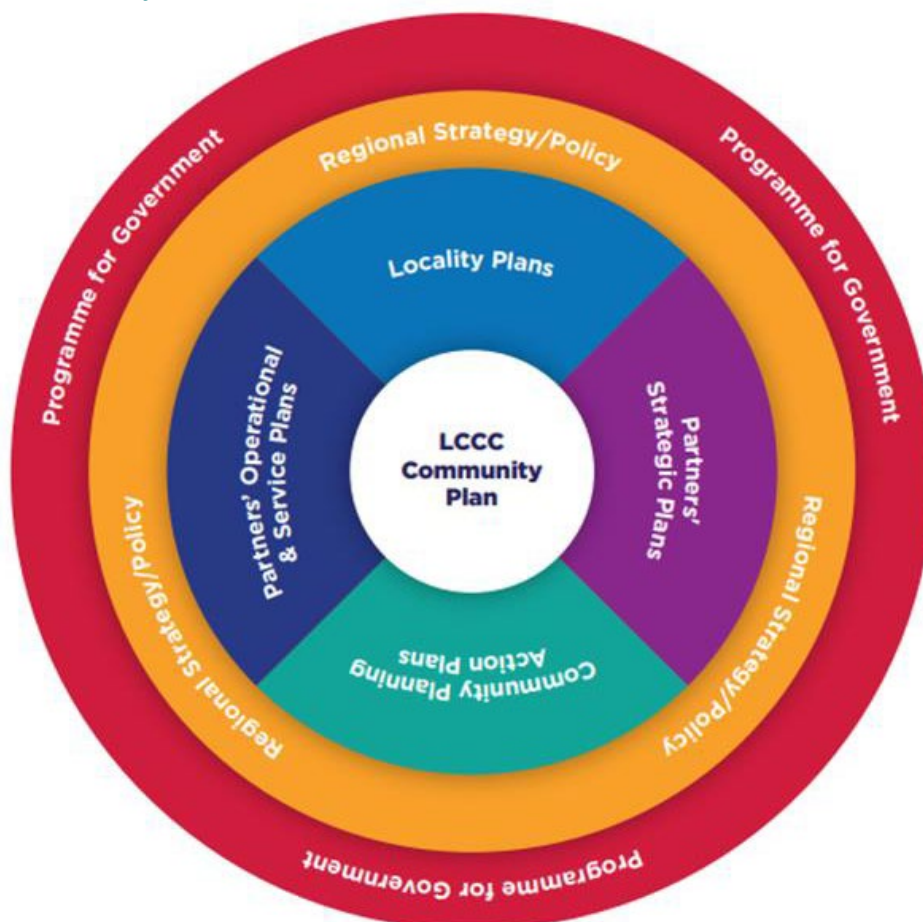 Programme for Government
Programme for Government
Regional Strategy/Policy
Locality Plans
Partners' Operational
& Service Plans
LCCC
Community
Plan
Partners'
Strategic Plans
Regional Strategy/Policy
Regional Strategy/Policy
Community Planning
Action Plans
Programme for Government